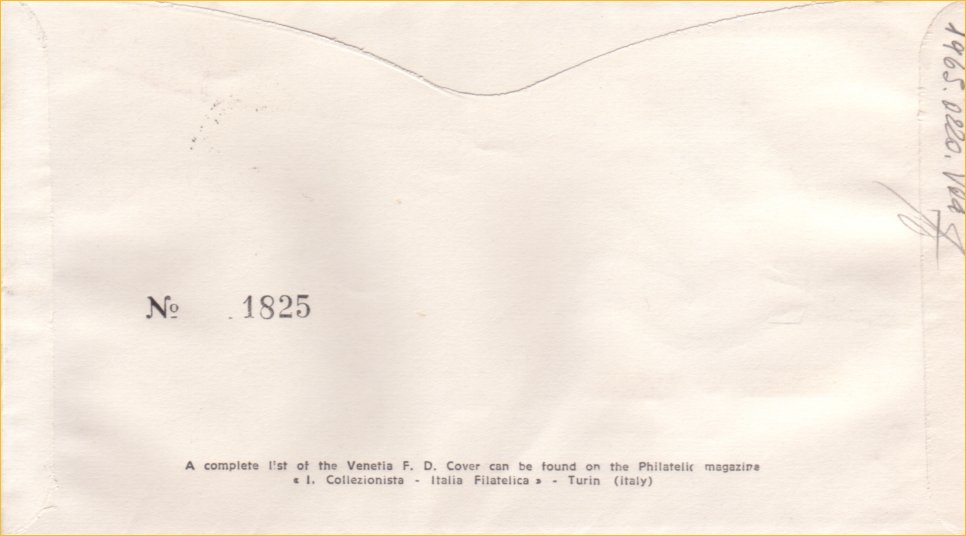 Nº 1825
A complete list of the Venetia F. D. Cover can be found on the Philatelic magazine
« I. Collezionista - Italia Filatelica » - Turin (italy)
1965.0220.